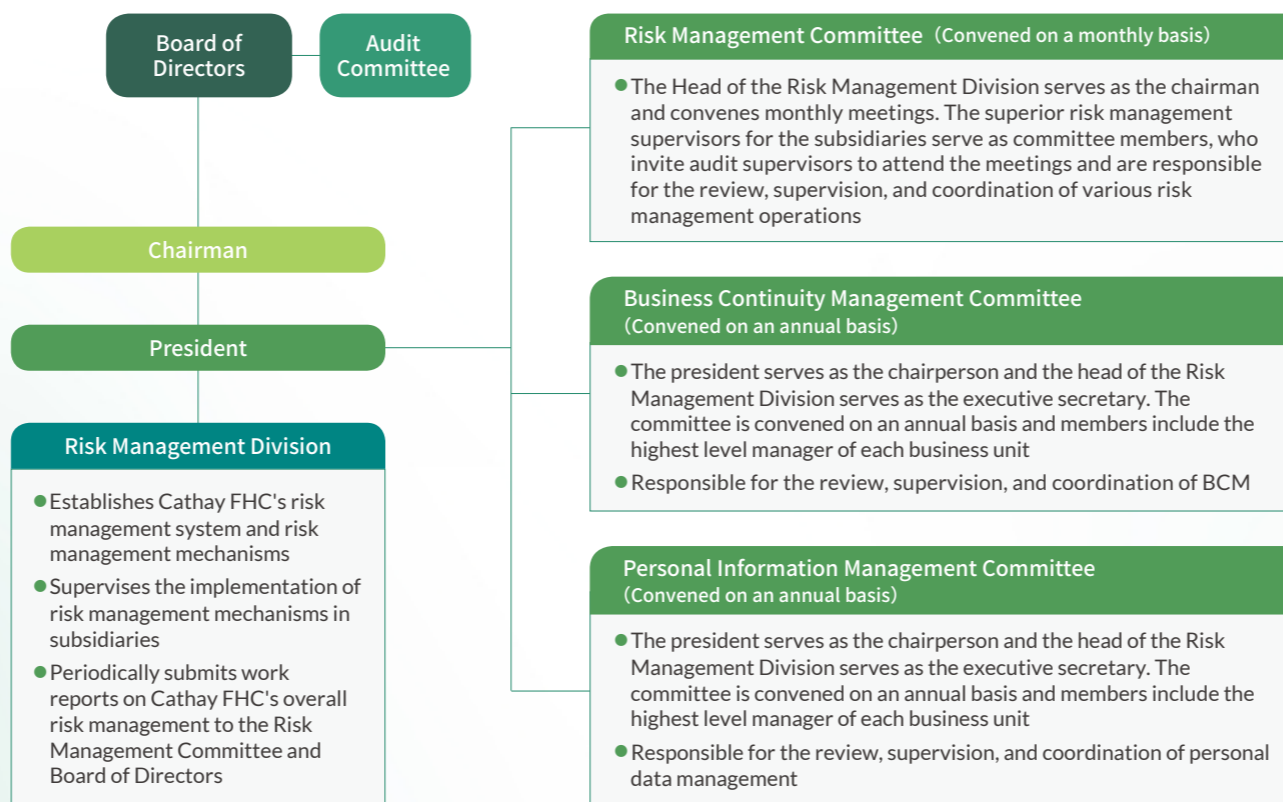 Board of
Directors
Audit
Committee
Chairman
President
Risk Management Division
●Establishes Cathay FHC's risk
management system and risk
management mechanisms
●Supervises the implementation of
risk management mechanisms in
subsidiaries
●Periodically submits work
reports on Cathay FHC's overall
risk management to the Risk
Management Committee and
Board of Directors
Risk Management Committee（Convened on a monthly basis）
●The Head of the Risk Management Division serves as the chairman
and convenes monthly meetings. The superior risk management
supervisors for the subsidiaries serve as committee members, who
invite audit supervisors to attend the meetings and are responsible
for the review, supervision, and coordination of various risk
management operations
Business Continuity Management Committee
（Convened on an annual basis）
●The president serves as the chairperson and the head of the Risk
Management Division serves as the executive secretary. The
committee is convened on an annual basis and members include the
highest level manager of each business unit
●Responsible for the review, supervision, and coordination of BCM
Personal Information Management Committee
（Convened on an annual basis）
●The president serves as the chairperson and the head of the Risk
Management Division serves as the executive secretary. The
committee is convened on an annual basis and members include the
highest level manager of each business unit
●Responsible for the review, supervision, and coordination of personal
data management